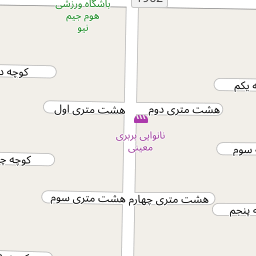 1902
باشگاه ورزشی
هوم جیم
نیو
کوچه
یکم
هشت متری اول
هشت متری دوم
نانوایی بربری
معینی
سوم
کوچه
هشت متری سوم
هشت متری چهارم
پنجم